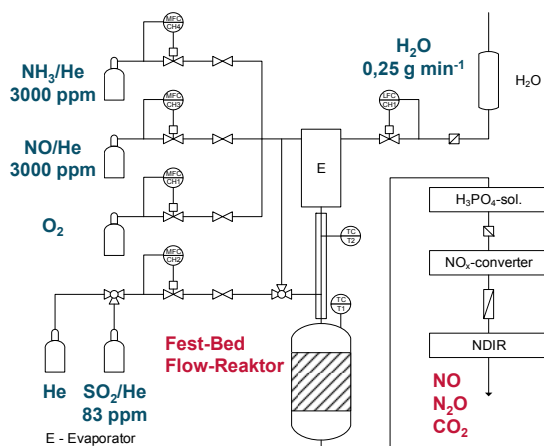 MFC
CH4
NH₃/He
3000 ppm
MFC
CH3
NO/He
3000 ppm
MFC
CH1
O₂
MFC
CH2
He
SO₂/He
83 ppm
E - Evaporator
H₂O
0,25 g min⁻¹
LFC
CH1
H₂O
E
TC
T2
TC
T1
Fest-Bed
Flow-Reaktor
H₃PO₄-sol.
NOₓ-converter
NDIR
NO
N₂O
CO₂